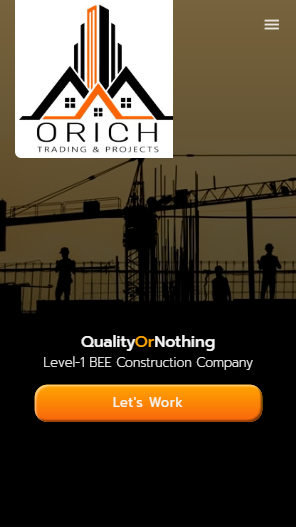 ORICH
TRADING & PROJECTS
QualityOrNothing
Level-1 BEE Construction Company
Let's Work